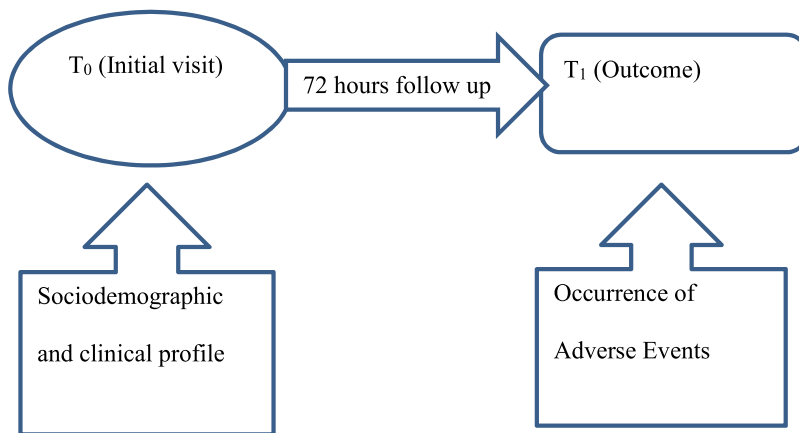 T₀ (Initial visit)
72 hours follow up
T₁ (Outcome)
Sociodemographic
and clinical profile
Occurrence of
Adverse Events